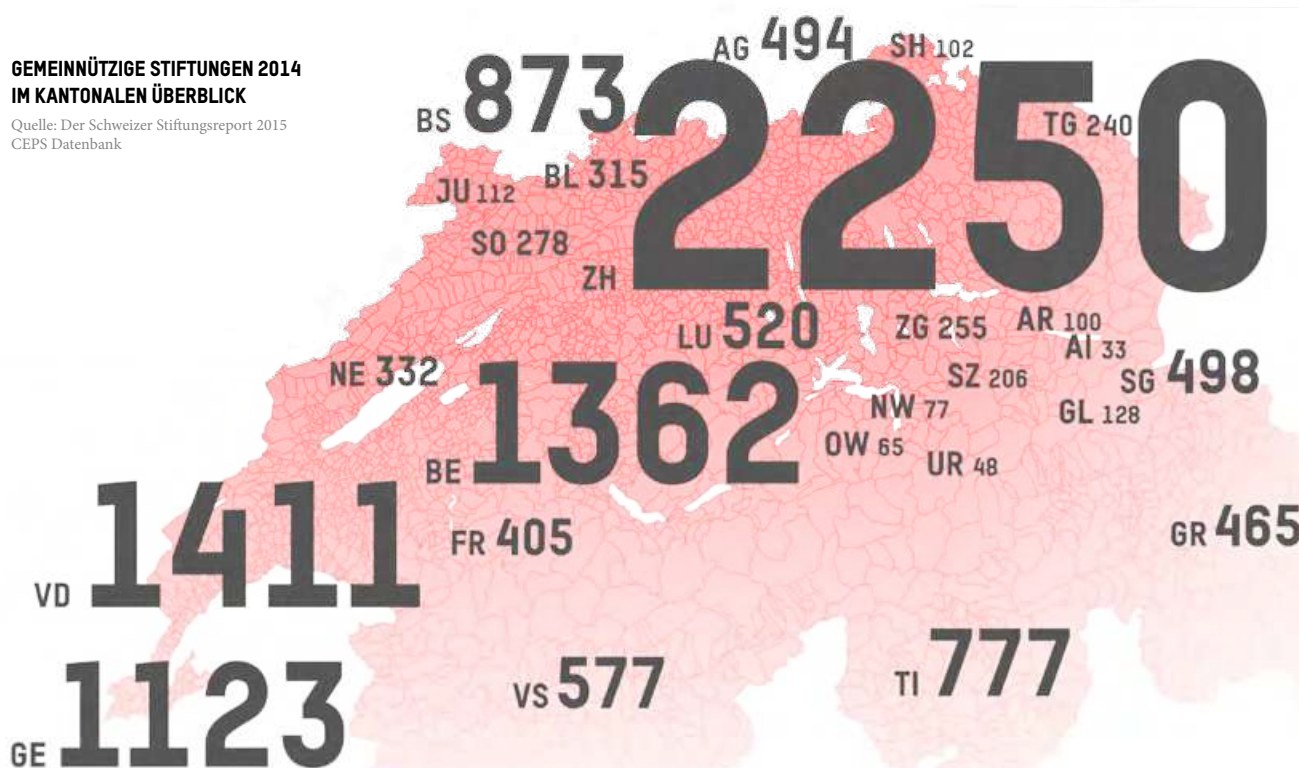 GEMEINNÜTZIGE STIFTUNGEN 2014
IM KANTONALEN ÜBERBLICK
Quelle: Der Schweizer Stiftungsreport 2015
CEPS Datenbank
AG 494
SH 102
BS 873
TG 240
BL 315
JU 112
SO 278
ZH 2250
LU 520
ZG 255
AR 100
AI 33
NE 332
SZ 206
SG 498
BE 1362
NW 77
GL 128
OW 65
UR 48
FR 405
GR 465
VD 1411
VS 577
TI 777
GE 1123